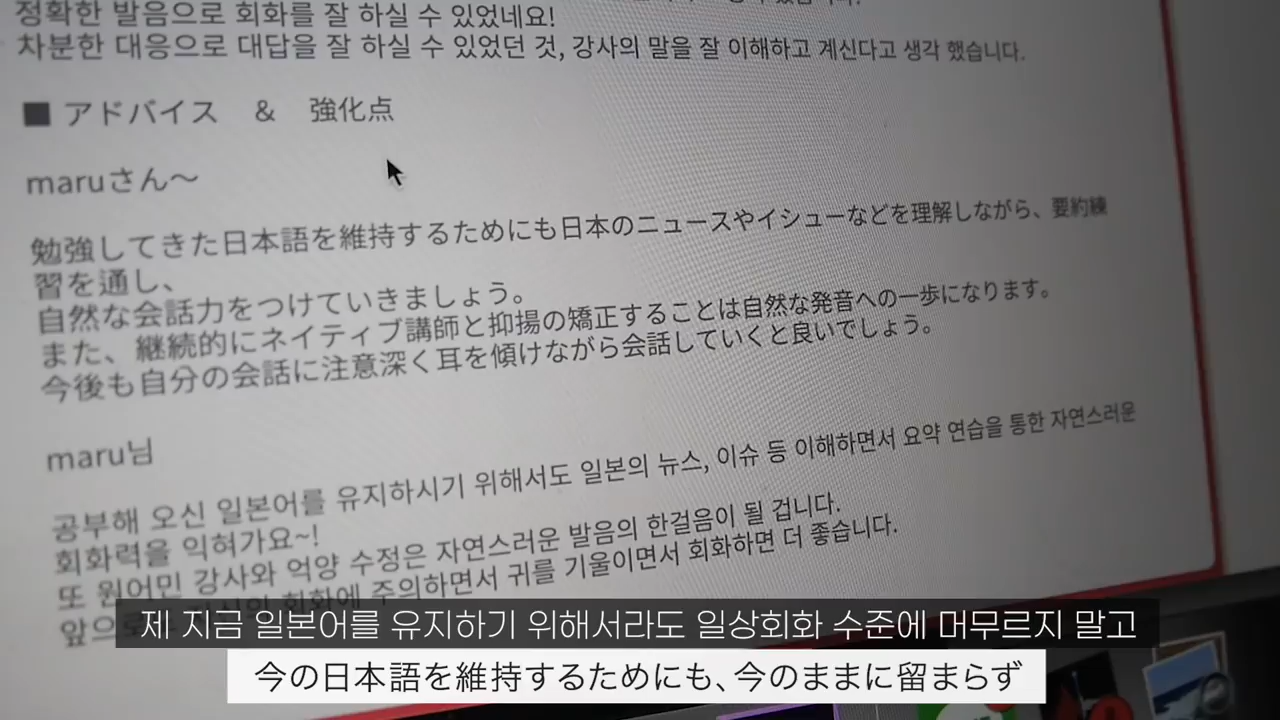 정확한 발음으로 회화를 잘 하실 수 있었네요!
차분한 대응으로 대답을 잘 하실 수 있었던 것, 강사의 말을 잘 이해하고 계신다고 생각 했습니다.
■ アドバイス & 強化点
maruさん〜
勉強してきた日本語を維持するためにも日本のニュースやイシューなどを理解しながら、要約練
習を通し、
自然な会話力をつけていきましょう。
また、継続的にネイティブ講師と抑揚の矯正することは自然な発音への一歩になります。
今後も自分の会話に注意深く耳を傾けながら会話していくと良いでしょう。
maru님
공부해 오신 일본어를 유지하시기 위해서도 일본의 뉴스, 이슈 등 이해하면서 요약 연습을 통한 자연스러운
회화력을 익혀가요~!
또 원어민 강사와 억양 수정은 자연스러운 발음의 한걸음이 될 겁니다.
앞으로 회화에 주의하면서 귀를 기울이면서 회화하면 더 좋습니다.
제 지금 일본어를 유지하기 위해서라도 일상회화 수준에 머무르지 말고
今の日本語を維持するためにも、今のままに留まらず